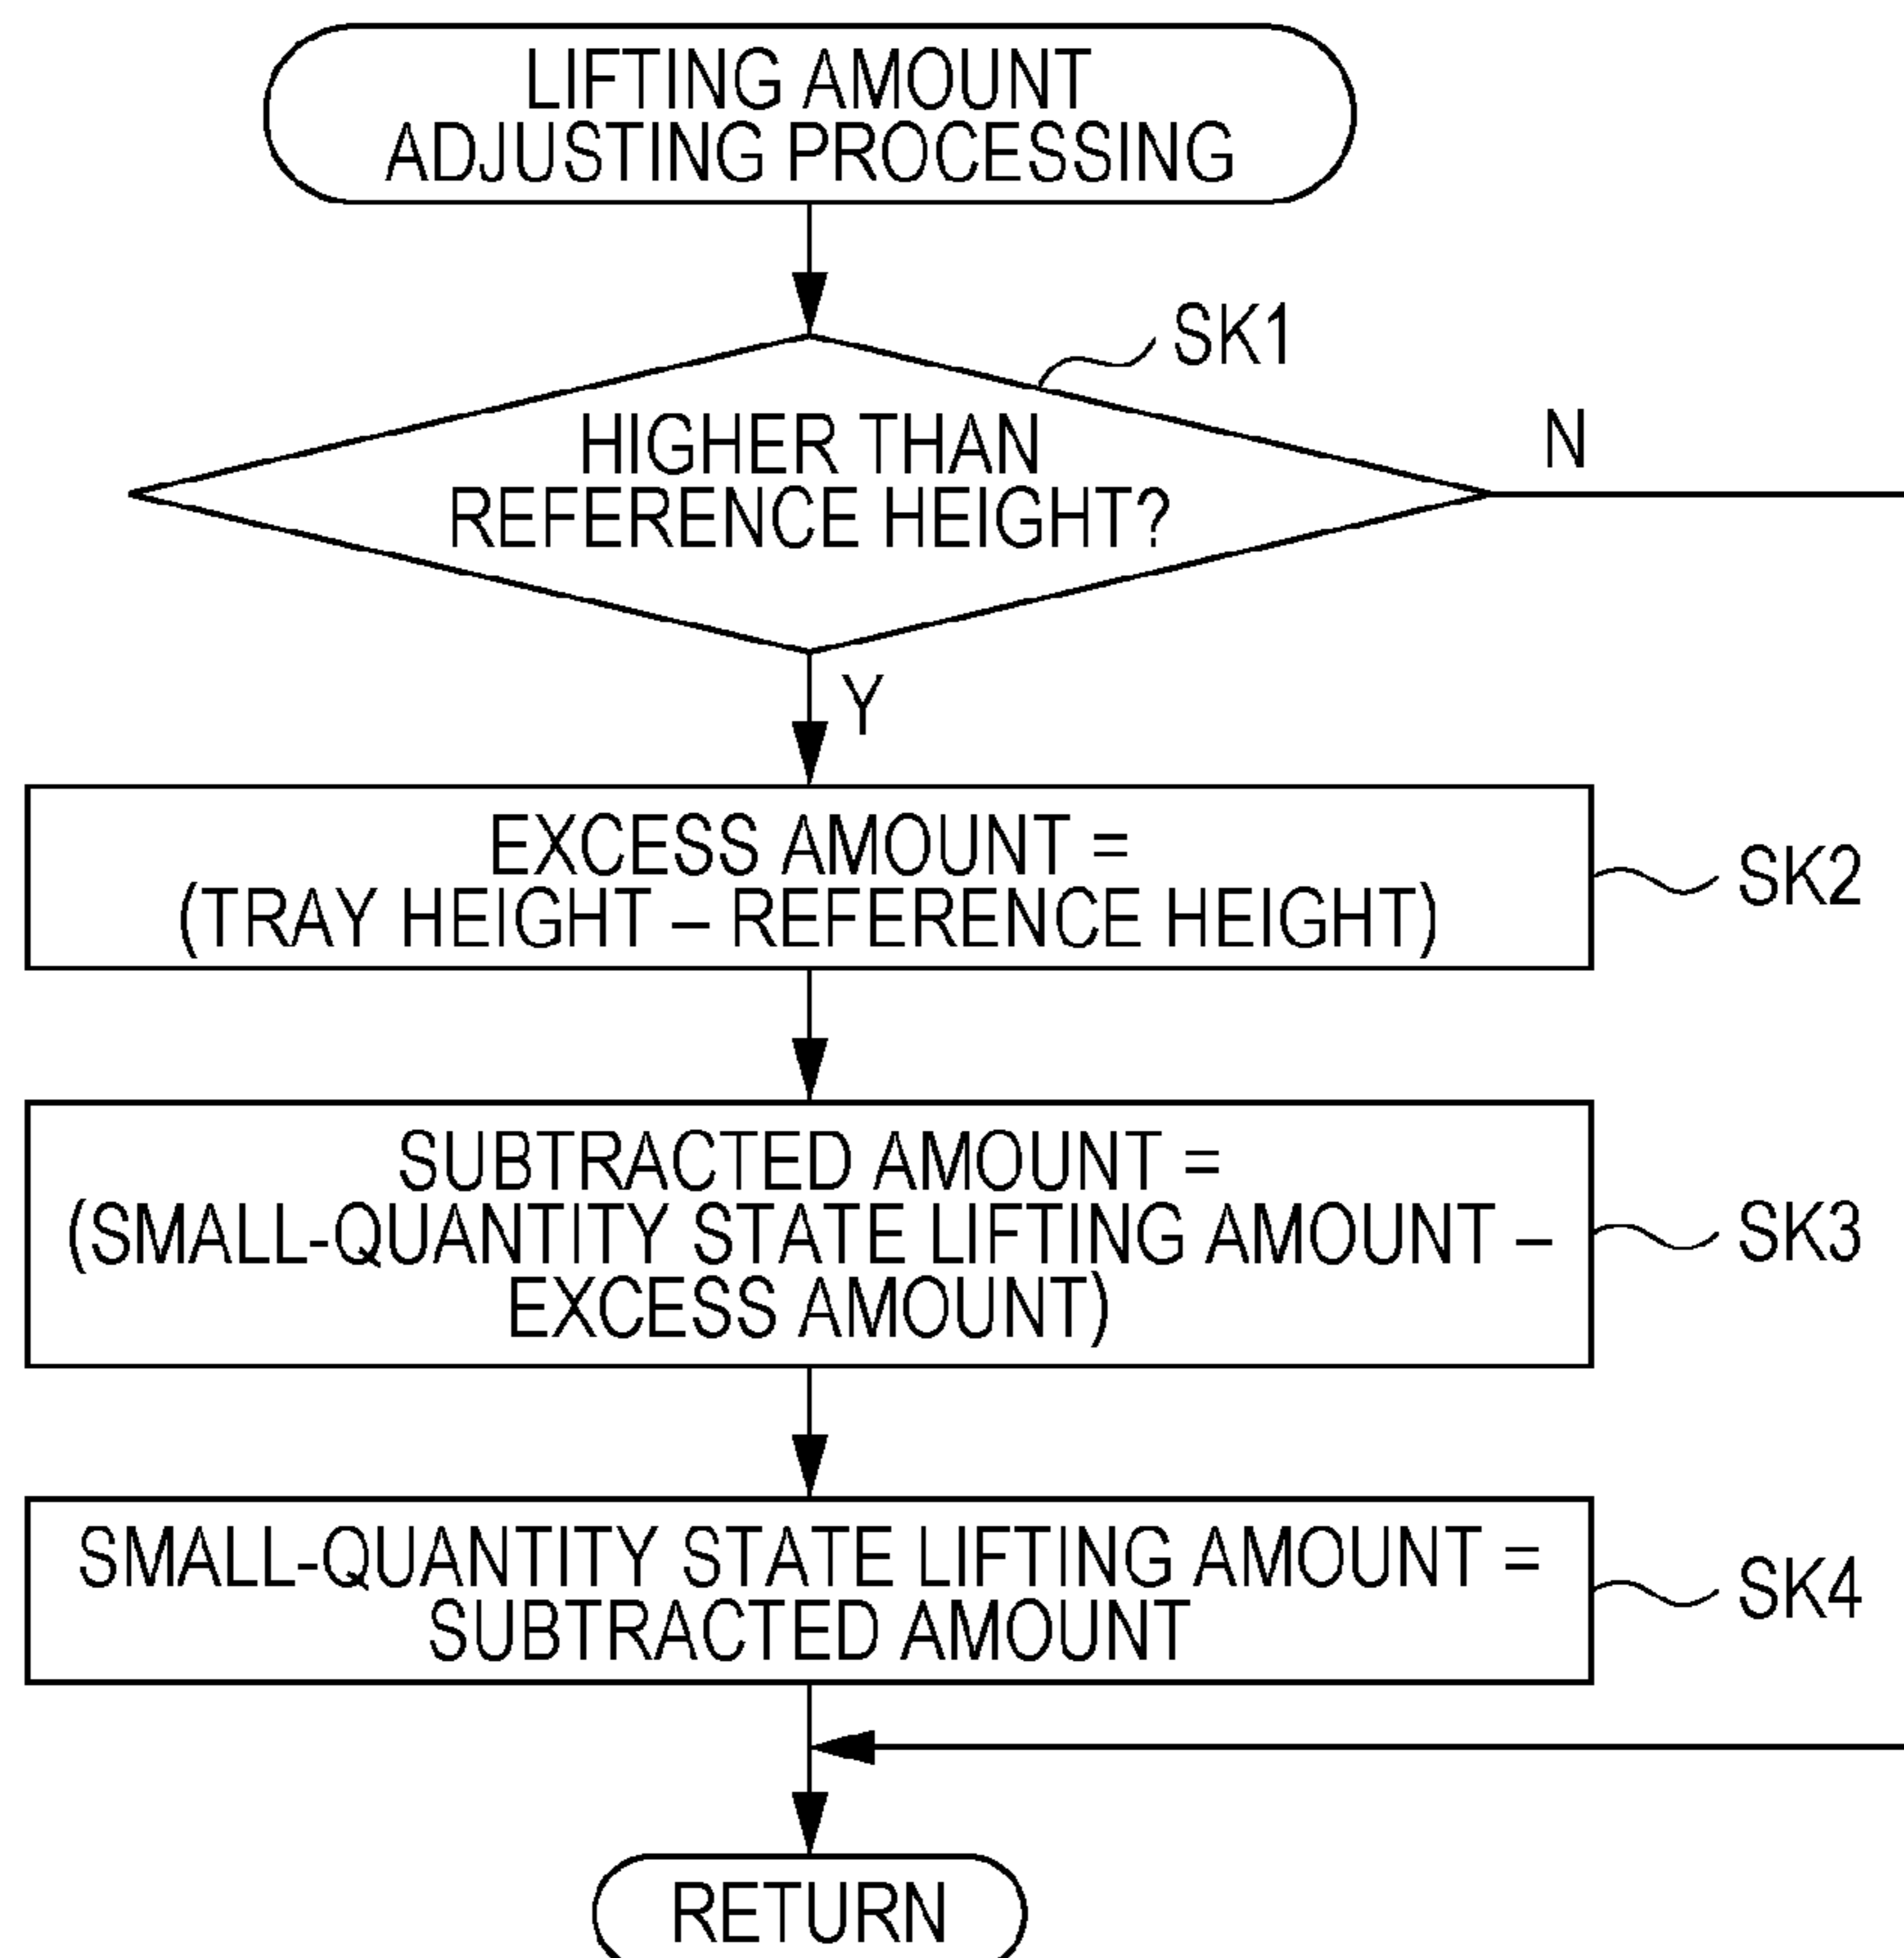 LIFTING AMOUNT
ADJUSTING PROCESSING
SK1
HIGHER THAN
REFERENCE HEIGHT?
N
Y
EXCESS AMOUNT =
(TRAY HEIGHT – REFERENCE HEIGHT)
SK2
SUBTRACTED AMOUNT =
(SMALL-QUANTITY STATE LIFTING AMOUNT –
EXCESS AMOUNT)
SK3
SMALL-QUANTITY STATE LIFTING AMOUNT =
SUBTRACTED AMOUNT
SK4
RETURN